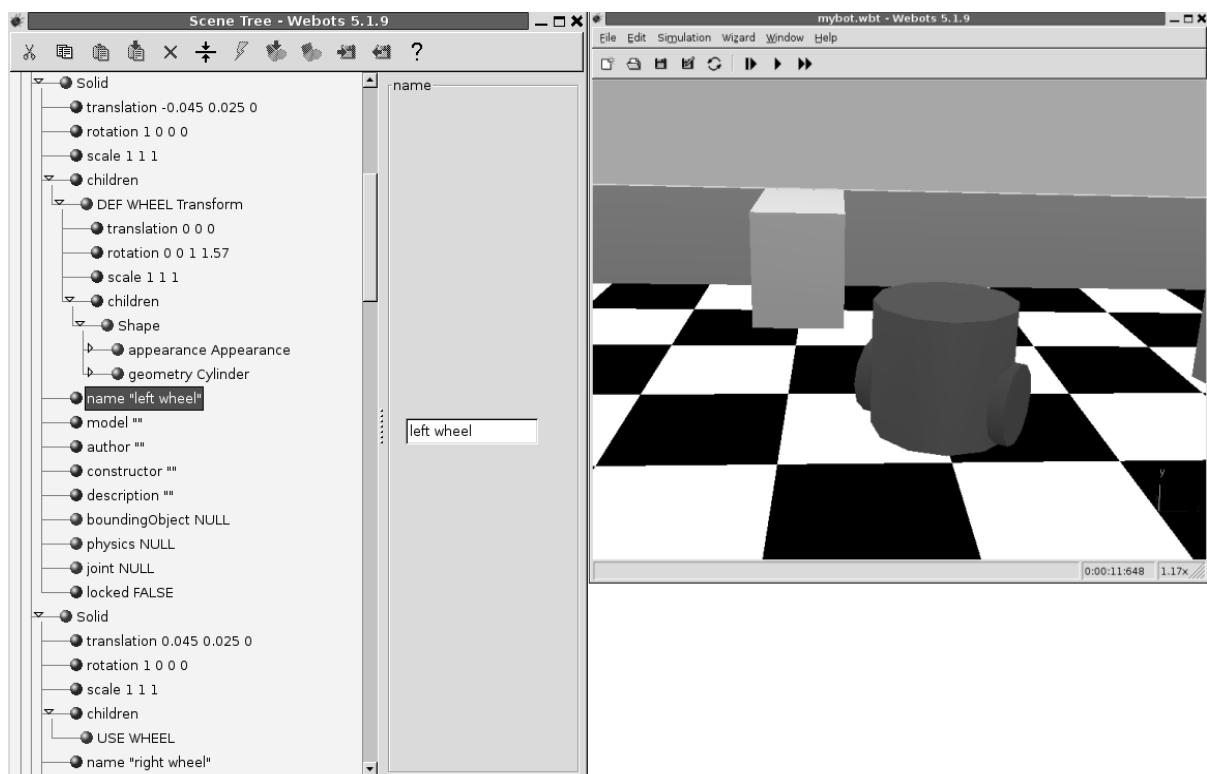 Scene Tree - Webots 5.1.9
?
Solid
translation -0.045 0.025 0
rotation 1 0 0 0
scale 1 1 1
children
DEF WHEEL Transform
translation 0 0 0
rotation 0 0 1 1.57
scale 1 1 1
children
Shape
appearance Appearance
geometry Cylinder
name "left wheel"
model ""
author ""
constructor ""
description ""
boundingObject NULL
physics NULL
joint NULL
locked FALSE
Solid
translation 0.045 0.025 0
rotation 1 0 0 0
scale 1 1 1
children
USE WHEEL
name "right wheel"
name
left wheel
mybot.wbt - Webots 5.1.9
File Edit Simulation Wizard Window Help
y
0:00:11:648 1.17x